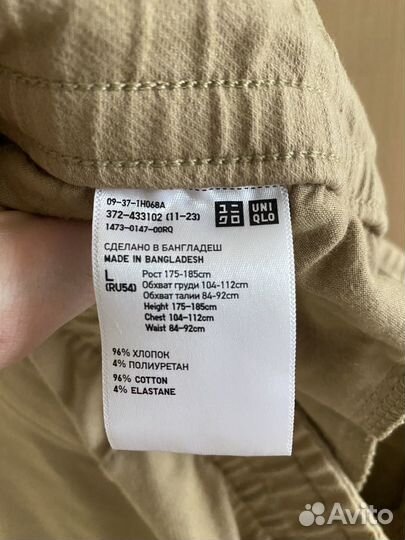 09-37-1H068A
372-433102 (11-23)
1473-0147-00RQ
ユニクロ UNIQLO
СДЕЛАНО В БАНГЛАДЕШ
MADE IN BANGLADESH
L (RU54)
Рост 175-185cm
Обхват груди 104-112cm
Обхват талии 84-92cm
Height 175-185cm
Chest 104-112cm
Waist 84-92cm
96% ХЛОПОК
4% ПОЛИУРЕТАН
96% COTTON
4% ELASTANE
Avito